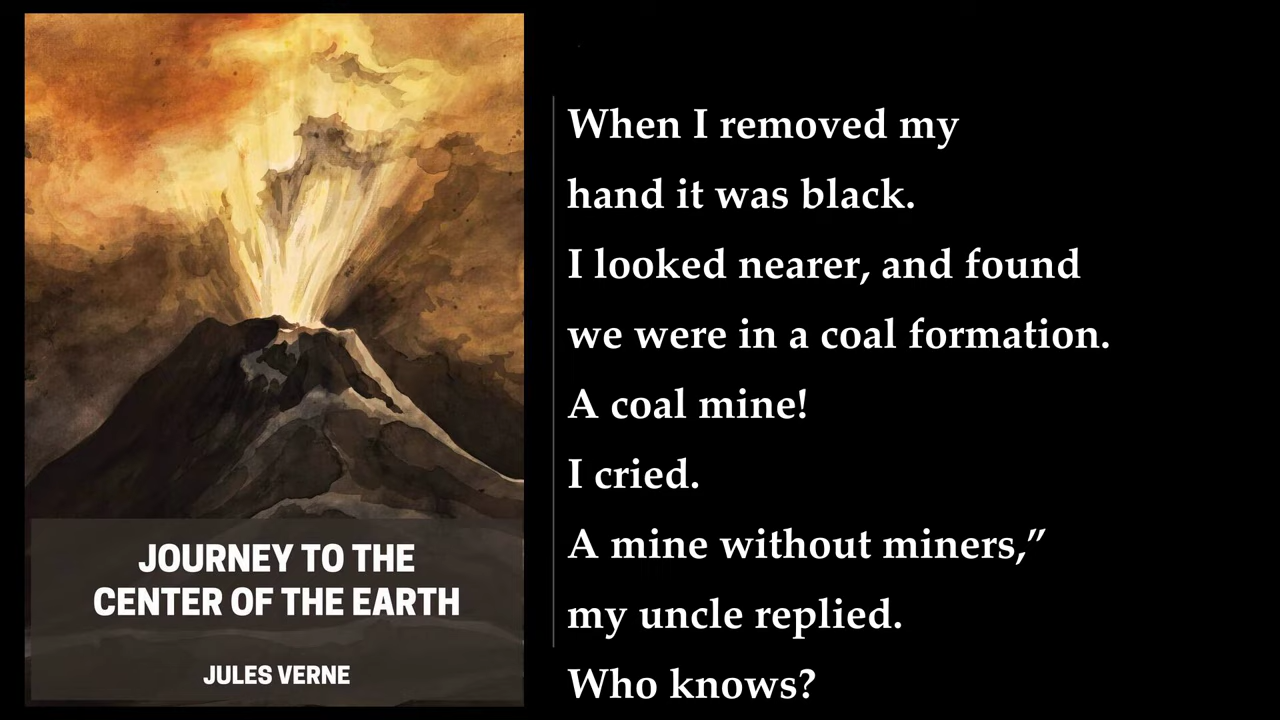 JOURNEY TO THE
CENTER OF THE EARTH
JULES VERNE
When I removed my
hand it was black.
I looked nearer, and found
we were in a coal formation.
A coal mine!
I cried.
A mine without miners,”
my uncle replied.
Who knows?